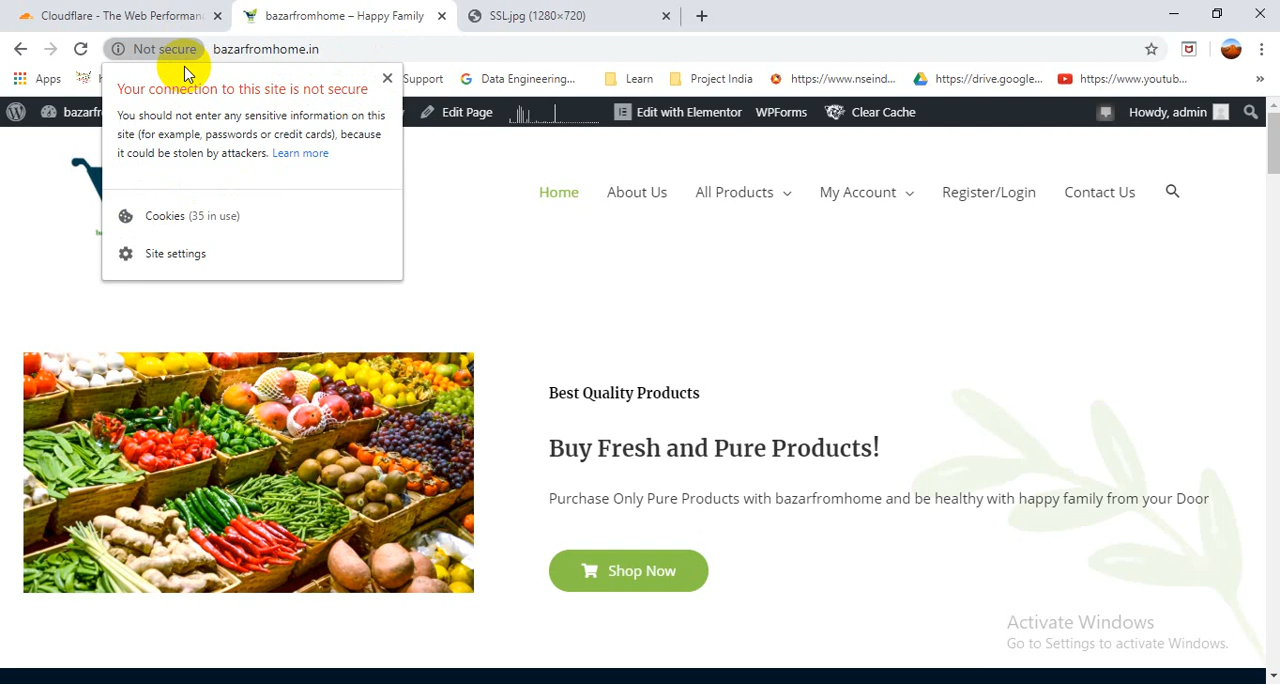 Cloudflare - The Web Performan
bazarfromhome – Happy Family
SSL.jpg (1280×720)
Not secure
bazarfromhome.in
Apps
Support
Data Engineering...
Learn
Project India
https://www.nseind...
https://drive.google...
https://www.youtub...
»
Your connection to this site is not secure
You should not enter any sensitive information on this
site (for example, passwords or credit cards), because
it could be stolen by attackers. Learn more
Cookies (35 in use)
Site settings
bazarf
Edit Page
Edit with Elementor
WPForms
Clear Cache
Howdy, admin
Home
About Us
All Products
My Account
Register/Login
Contact Us
Best Quality Products
Buy Fresh and Pure Products!
Purchase Only Pure Products with bazarfromhome and be healthy with happy family from your Door
Shop Now
Activate Windows
Go to Settings to activate Windows.